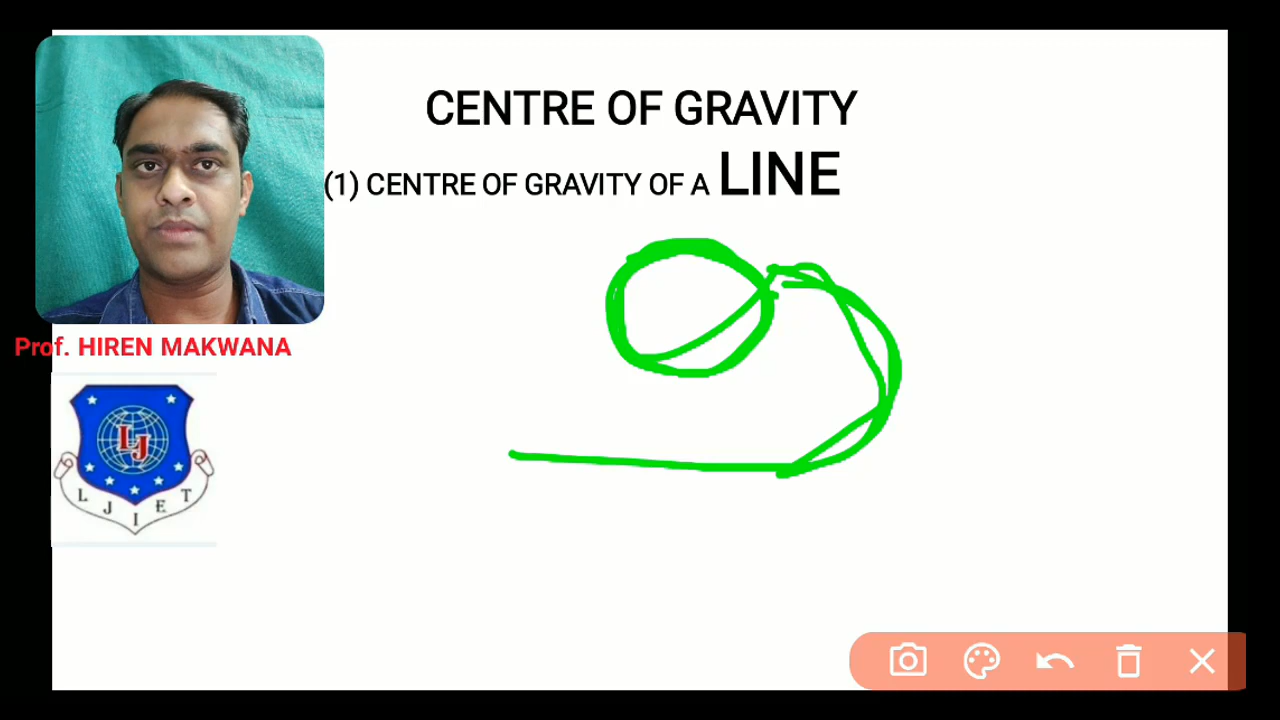 CENTRE OF GRAVITY
(1) CENTRE OF GRAVITY OF A LINE
Prof. HIREN MAKWANA
LJ
L J I E T